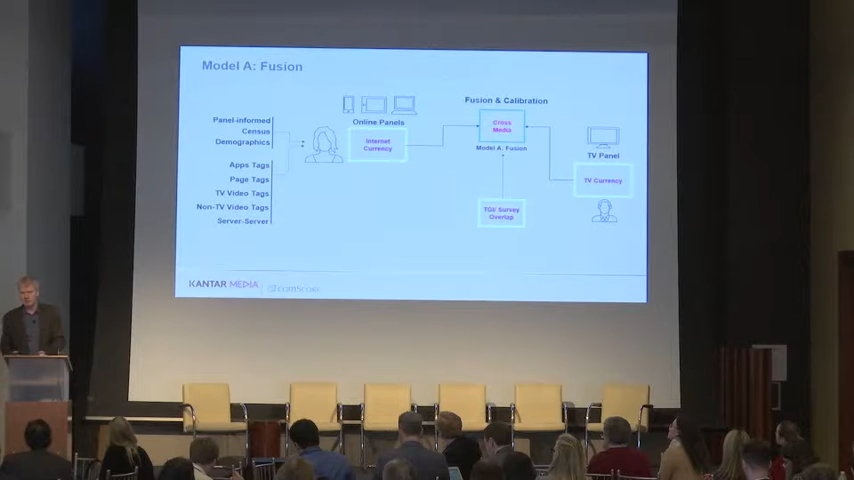 Model A: Fusion
Panel-informed
Census
Demographics
Apps Tags
Page Tags
TV Video Tags
Non-TV Video Tags
Server-Server
Online Panels
Internet
Currency
Fusion & Calibration
Cross
Media
Model A: Fusion
TGI/ Survey
Overlap
TV Panel
TV Currency
KANTAR MEDIA
comScore